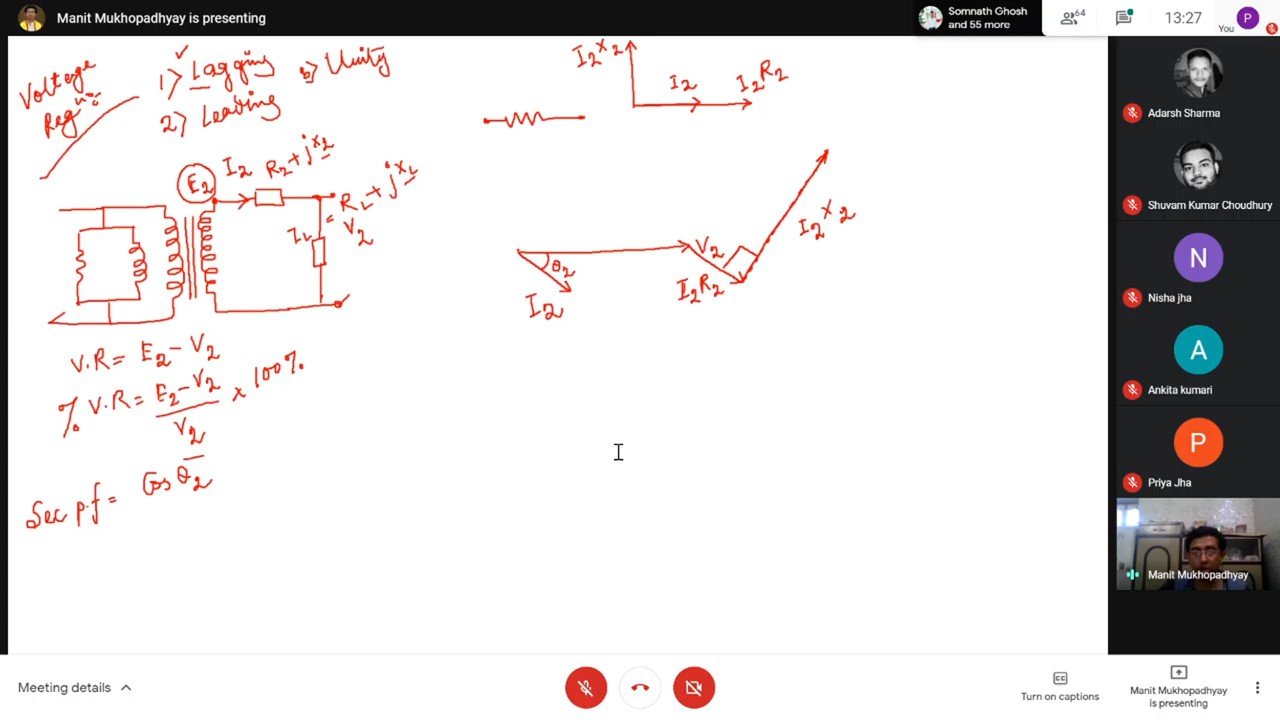 Manit Mukhopadhyay is presenting
Somnath Ghosh
and 55 more
64
13:27
You
P
Voltage
Reg
1) Lagging
3) Unity
2) Leading
I2X2
I2
I2R2
E2
I2
R2 + jX2
IL
RL + jXL
= V2
V2
θ2
I2
I2R2
I2X2
V.R = E2 - V2
% V.R = E2 - V2 / V2 × 100%
Sec p.f = Cos θ2
Adarsh Sharma
Shuvam Kumar Choudhury
N
Nisha jha
A
Ankita kumari
P
Priya Jha
Manit Mukhopadhyay
Meeting details
Turn on captions
Manit Mukhopadhyay
is presenting